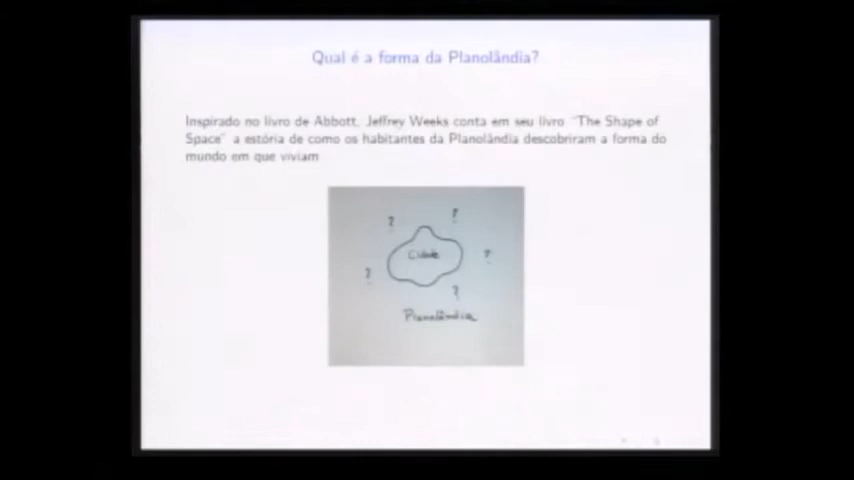 Qual é a forma da Planolândia?
Inspirado no livro de Abbott, Jeffrey Weeks conta em seu livro "The Shape of
Space" a estória de como os habitantes da Planolândia descobriram a forma do
mundo em que viviam
? ?
Cidade ?
?
?
Planolândia